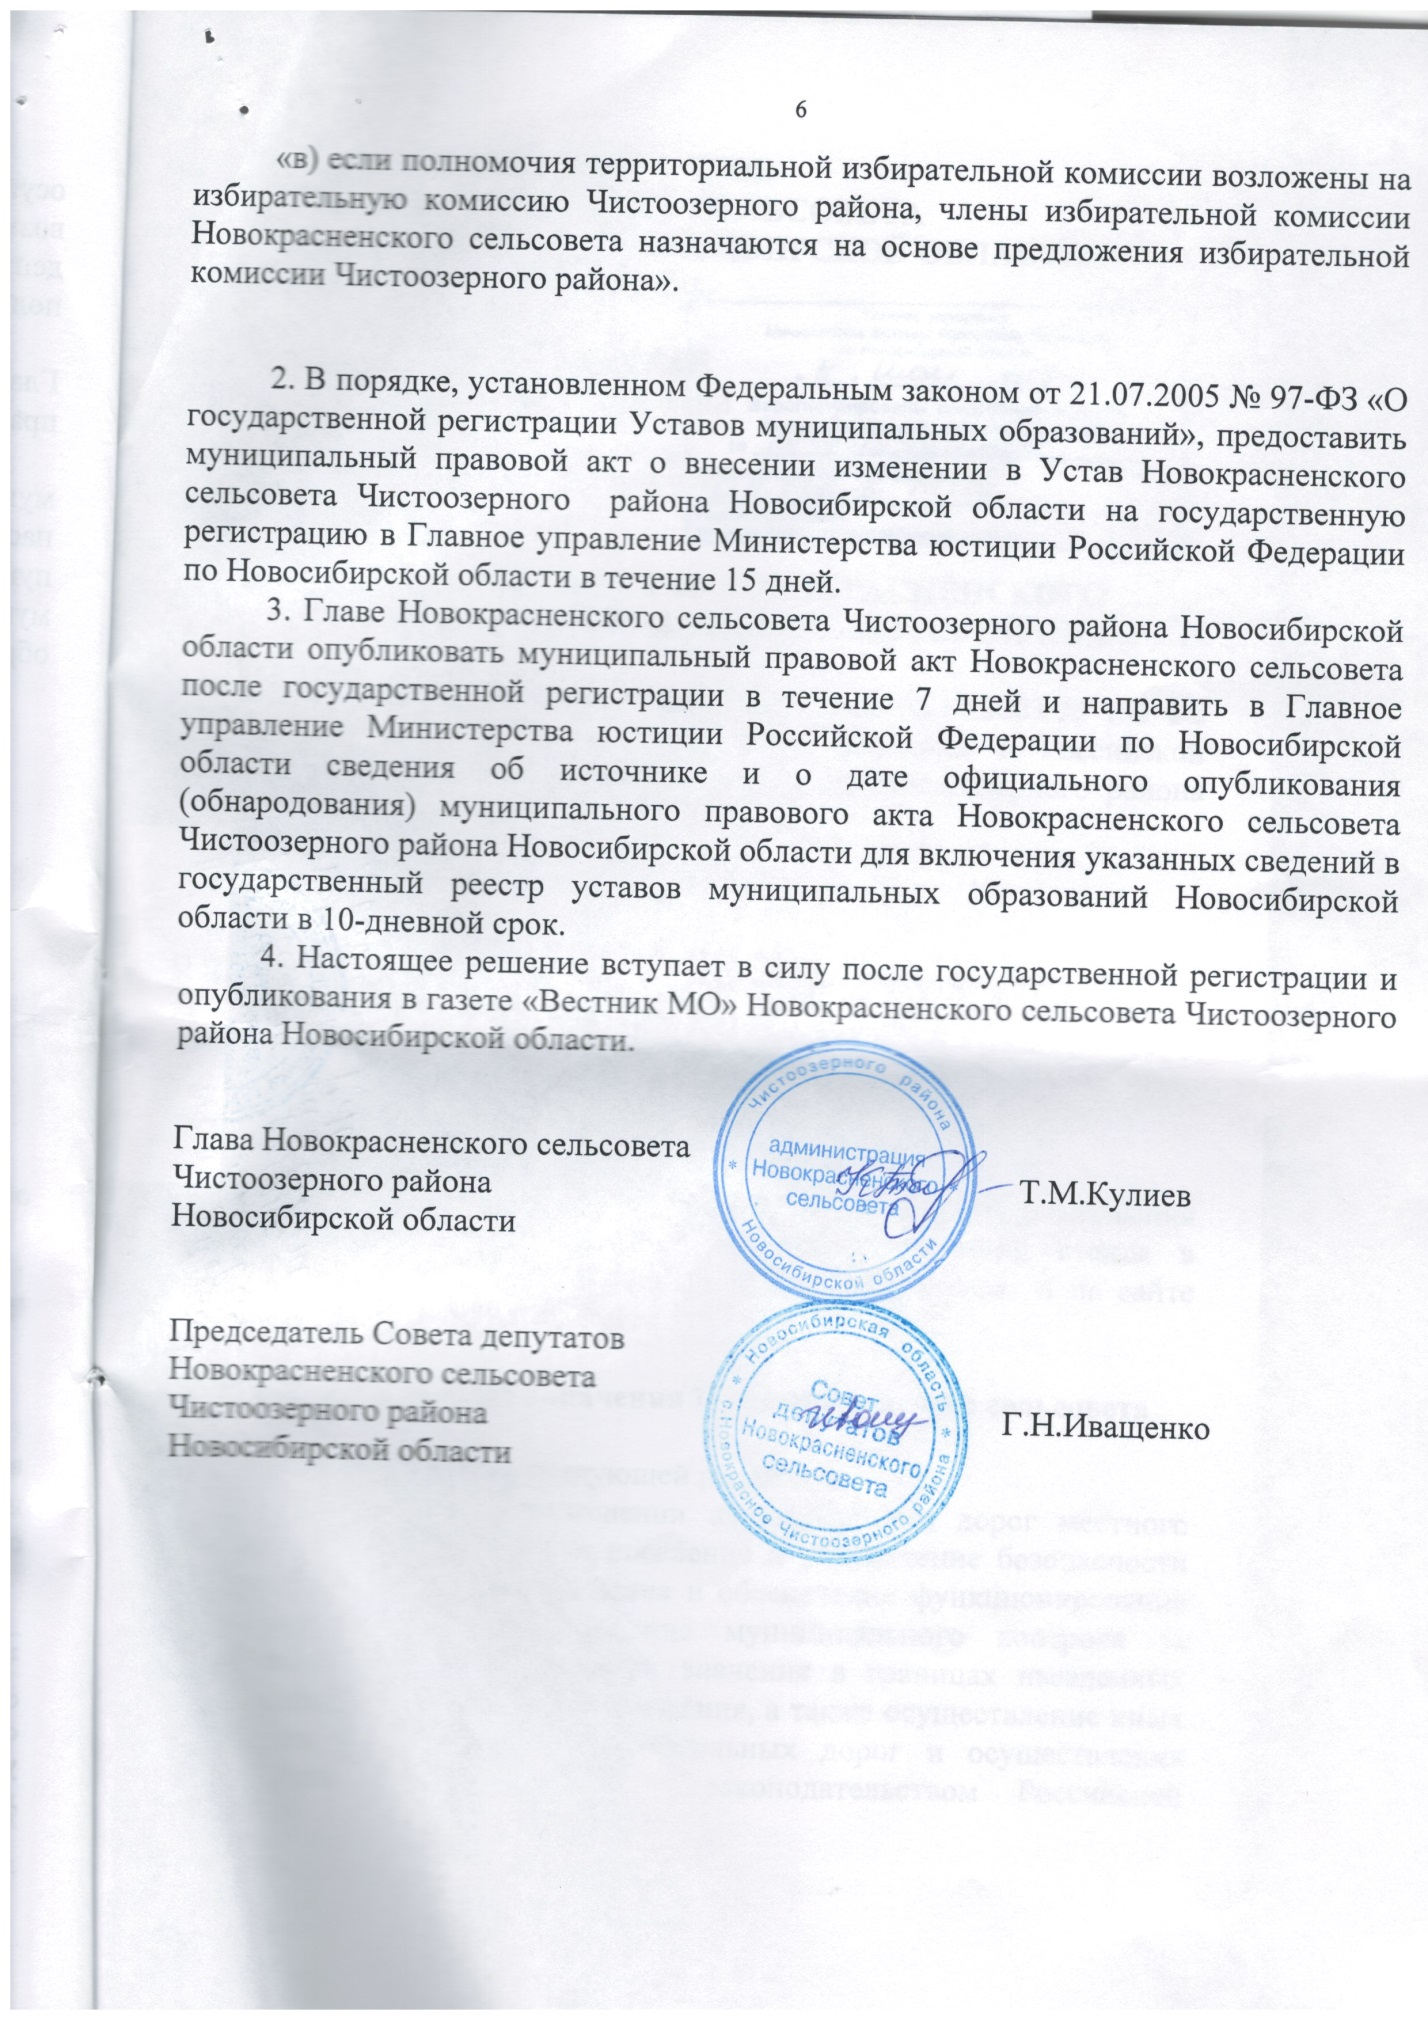 6
«в) если полномочия территориальной избирательной комиссии возложены на
избирательную комиссию Чистоозерного района, члены избирательной комиссии
Новокрасненского сельсовета назначаются на основе предложения избирательной
комиссии Чистоозерного района».
2. В порядке, установленном Федеральным законом от 21.07.2005 № 97-ФЗ «О
государственной регистрации Уставов муниципальных образований», предоставить
муниципальный правовой акт о внесении изменении в Устав Новокрасненского
сельсовета Чистоозерного района Новосибирской области на государственную
регистрацию в Главное управление Министерства юстиции Российской Федерации
по Новосибирской области в течение 15 дней.
3. Главе Новокрасненского сельсовета Чистоозерного района Новосибирской
области опубликовать муниципальный правовой акт Новокрасненского сельсовета
после государственной регистрации в течение 7 дней и направить в Главное
управление Министерства юстиции Российской Федерации по Новосибирской
области сведения об источнике и о дате официального опубликования
(обнародования) муниципального правового акта Новокрасненского сельсовета
Чистоозерного района Новосибирской области для включения указанных сведений в
государственный реестр уставов муниципальных образований Новосибирской
области в 10-дневной срок.
4. Настоящее решение вступает в силу после государственной регистрации и
опубликования в газете «Вестник МО» Новокрасненского сельсовета Чистоозерного
района Новосибирской области.
Глава Новокрасненского сельсовета
Чистоозерного района
Новосибирской области
Чистоозерного района
администрация
Новокрасненского
сельсовета
Новосибирской области
Т.М.Кулиев
Председатель Совета депутатов
Новокрасненского сельсовета
Чистоозерного района
Новосибирской области
Новосибирская область
Совет
депутатов
Новокрасненского
сельсовета
с.Новокрасное Чистоозерного района
Г.Н.Иващенко